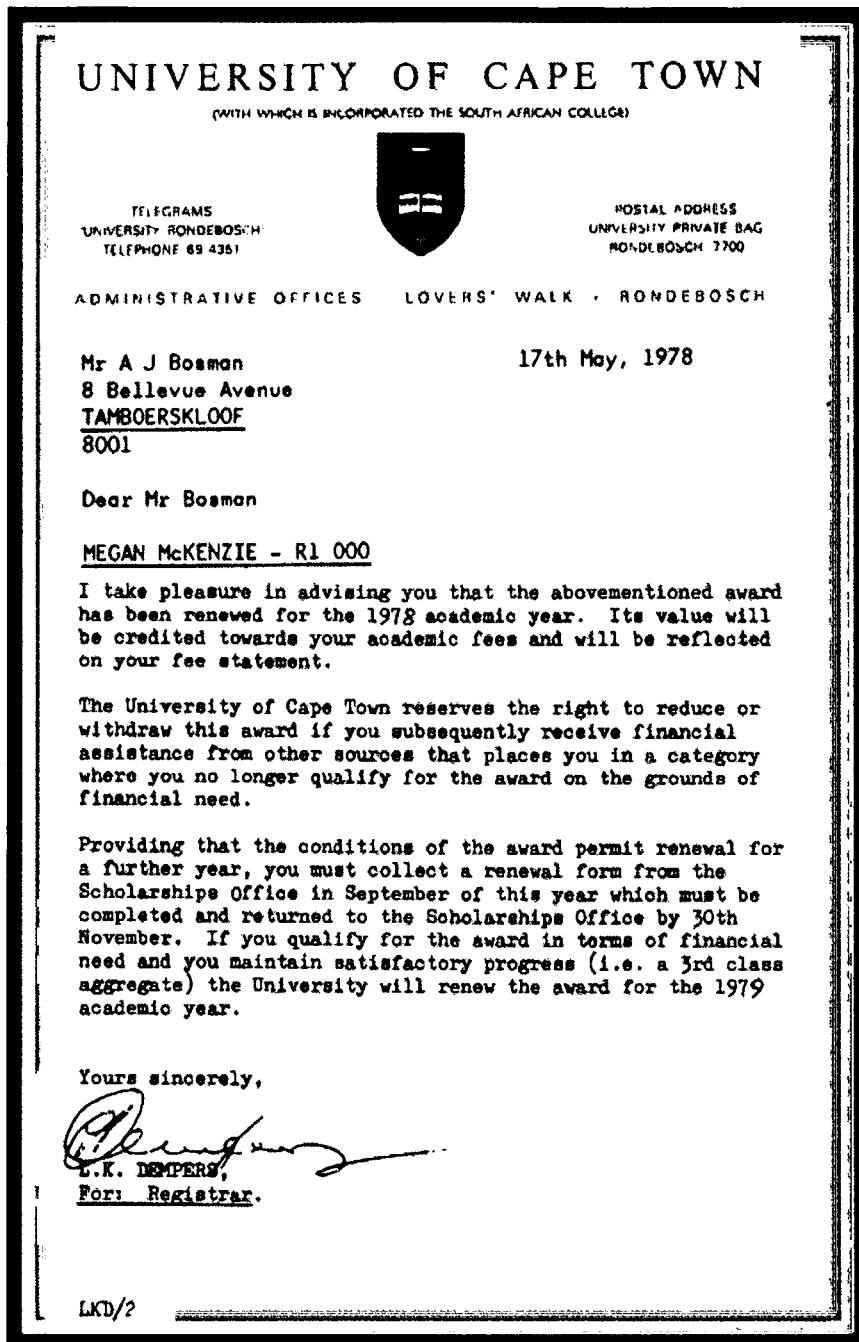 UNIVERSITY OF CAPE TOWN
(WITH WHICH IS INCORPORATED THE SOUTH AFRICAN COLLEGE)
TELEGRAMS
UNIVERSITY RONDEBOSCH
TELEPHONE 69 4351
POSTAL ADDRESS
UNIVERSITY PRIVATE BAG
RONDEBOSCH 7700
ADMINISTRATIVE OFFICES LOVERS' WALK · RONDEBOSCH
17th May, 1978
Mr A J Bosman
8 Bellevue Avenue
TAMBOERSKLOOF
8001
Dear Mr Bosman
MEGAN McKENZIE - R1 000
I take pleasure in advising you that the abovementioned award
has been renewed for the 1978 academic year. Its value will
be credited towards your academic fees and will be reflected
on your fee statement.
The University of Cape Town reserves the right to reduce or
withdraw this award if you subsequently receive financial
assistance from other sources that places you in a category
where you no longer qualify for the award on the grounds of
financial need.
Providing that the conditions of the award permit renewal for
a further year, you must collect a renewal form from the
Scholarships Office in September of this year which must be
completed and returned to the Scholarships Office by 30th
November. If you qualify for the award in terms of financial
need and you maintain satisfactory progress (i.e. a 3rd class
aggregate) the University will renew the award for the 1979
academic year.
Yours sincerely,
L.K. DEMPERS,
For: Registrar.
LKD/2